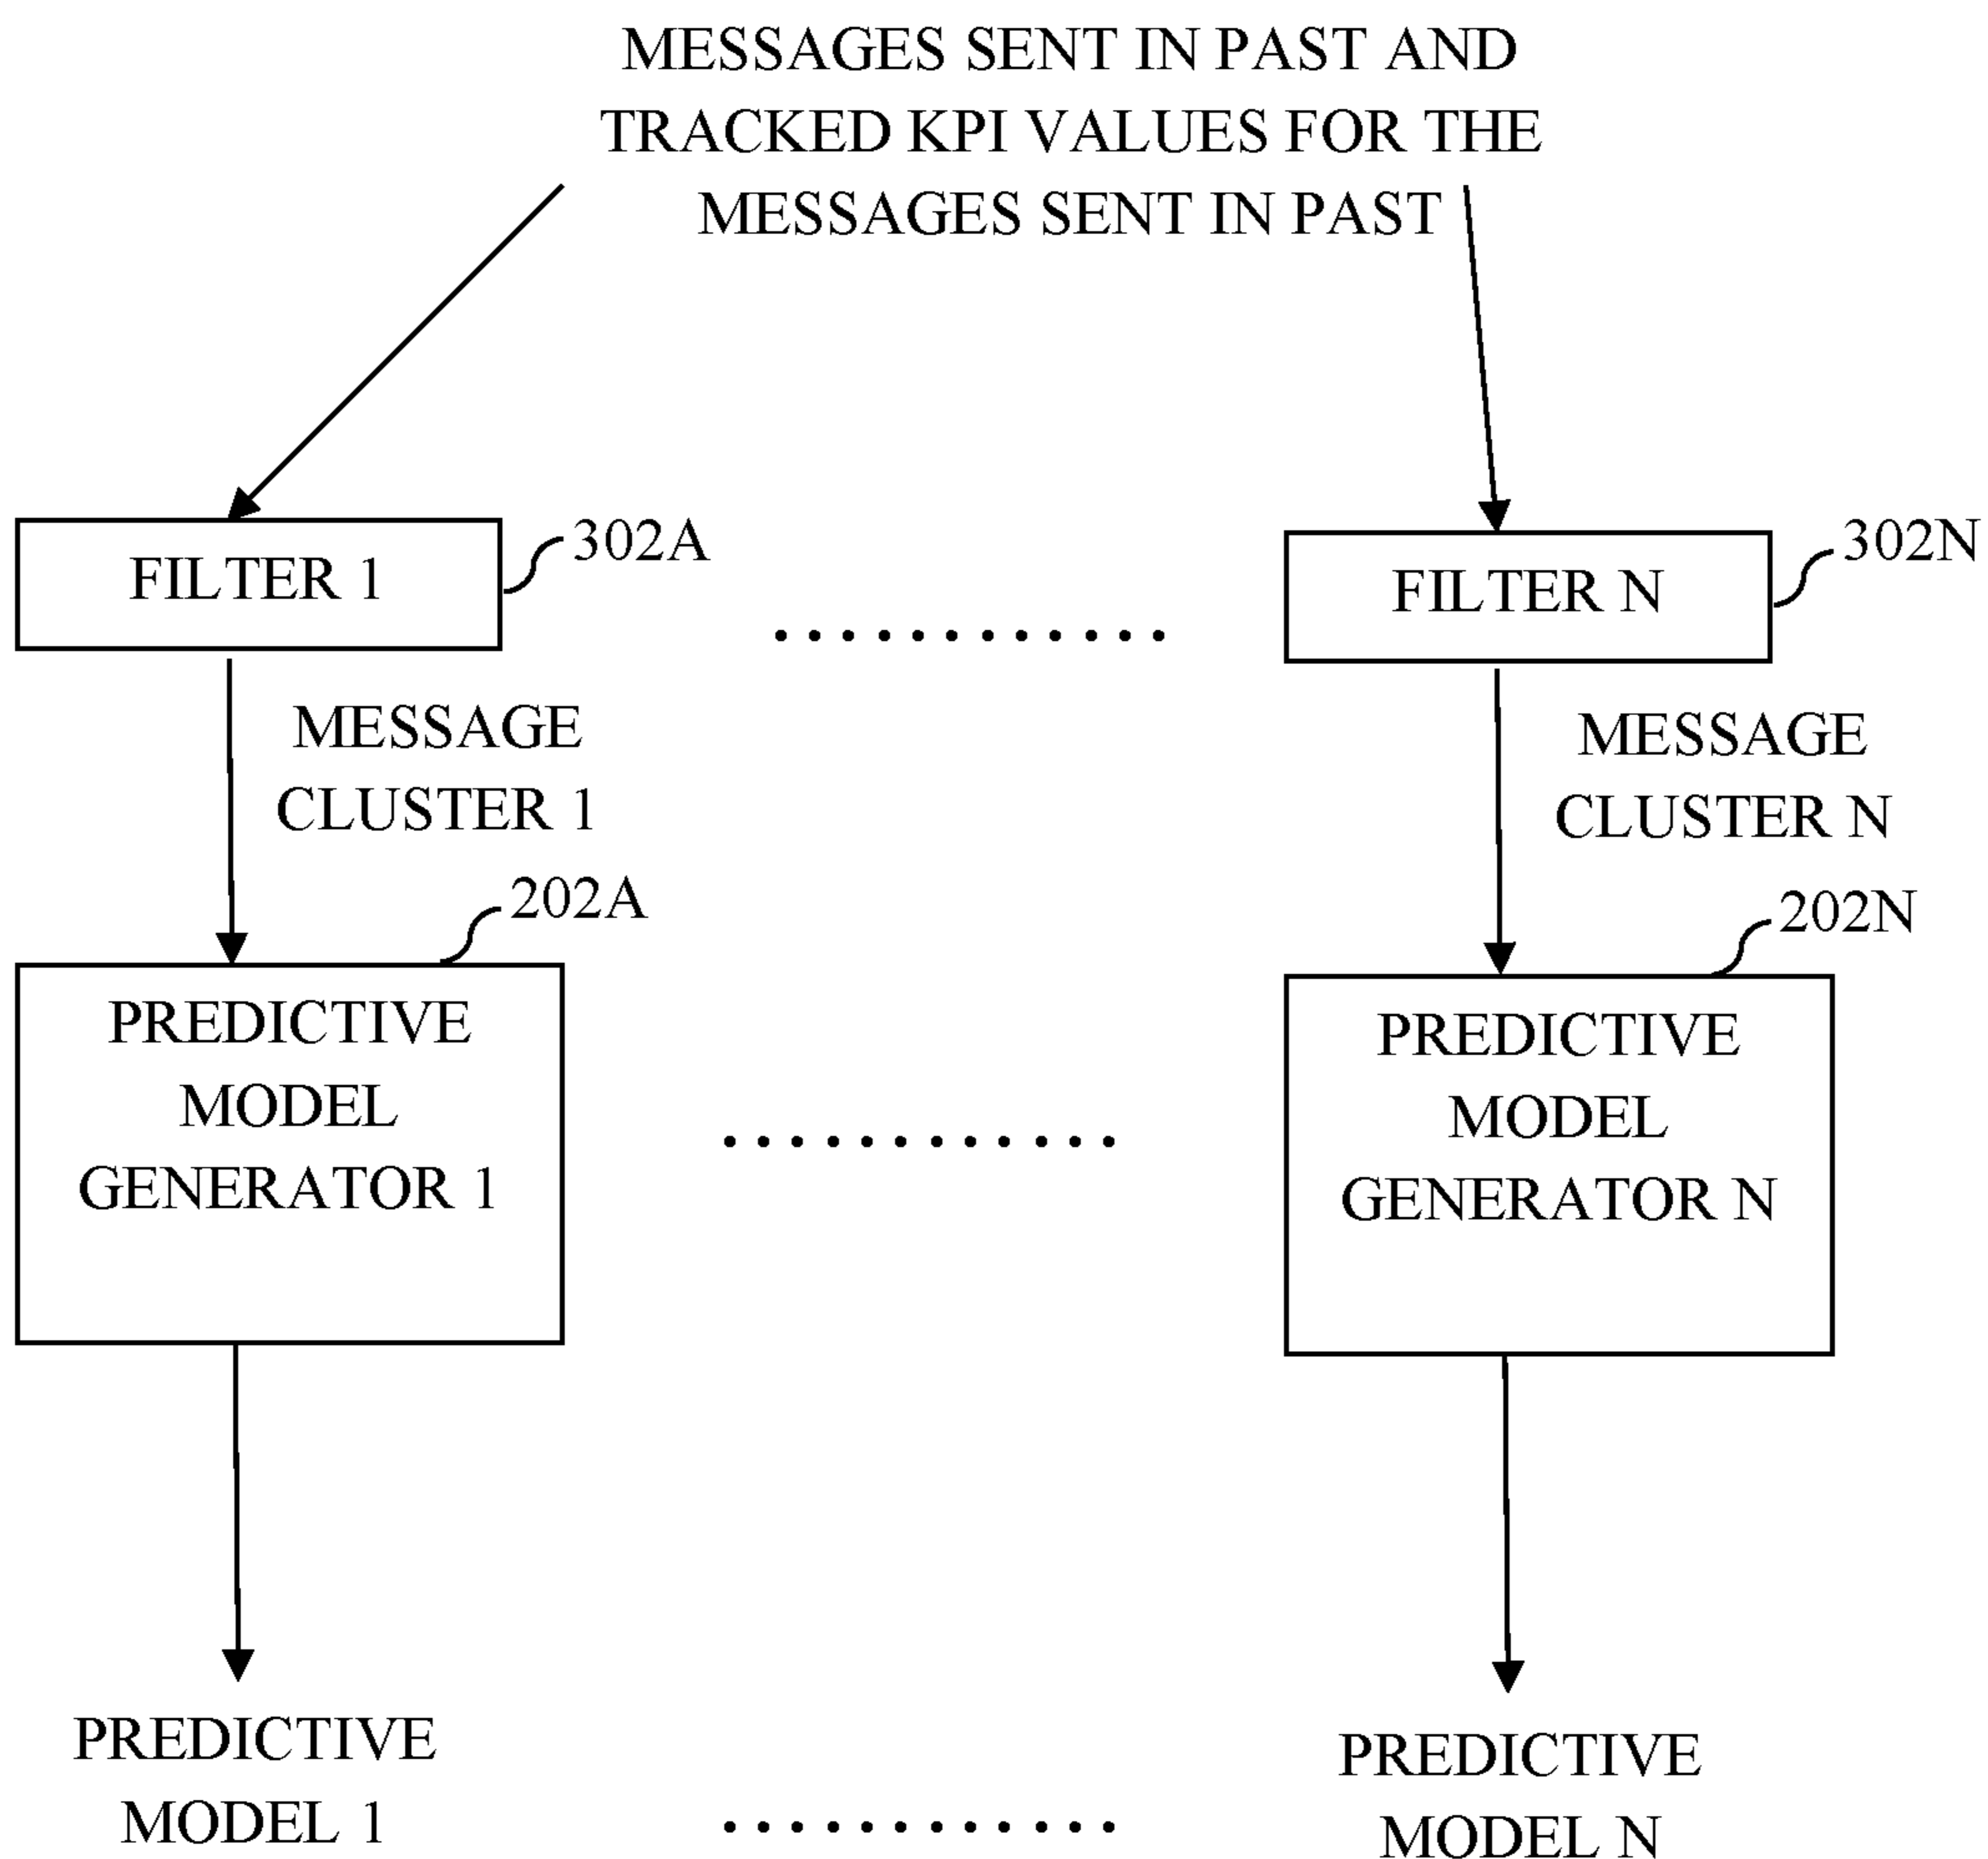 MESSAGES SENT IN PAST AND
TRACKED KPI VALUES FOR THE
MESSAGES SENT IN PAST
FILTER 1
302A
FILTER N
302N
MESSAGE
CLUSTER 1
MESSAGE
CLUSTER N
202A
202N
PREDICTIVE
MODEL
GENERATOR 1
PREDICTIVE
MODEL
GENERATOR N
PREDICTIVE
MODEL 1
PREDICTIVE
MODEL N